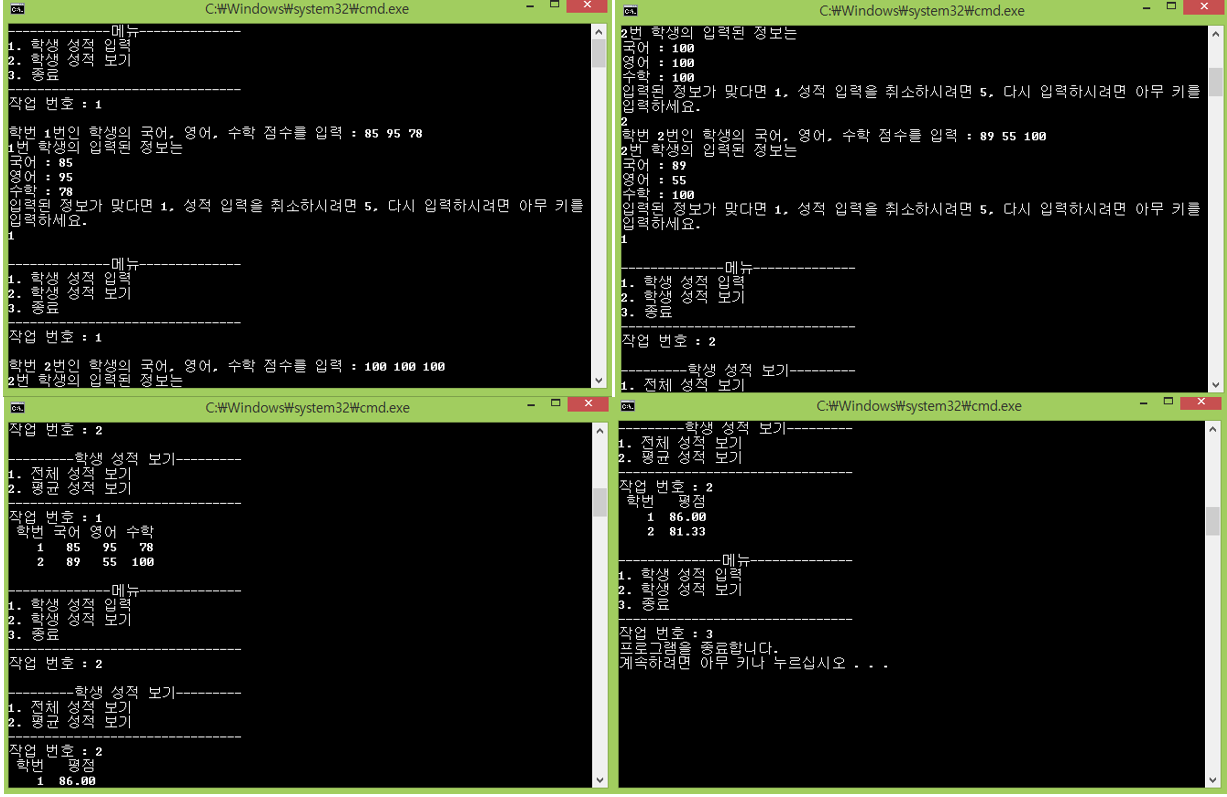 C:\Windows\system32\cmd.exe
--------------메뉴--------------
1. 학생 성적 입력
2. 학생 성적 보기
3. 종료
--------------------------------
작업 번호 : 1
학번 1번인 학생의 국어, 영어, 수학 점수를 입력 : 85 95 78
1번 학생의 입력된 정보는
국어 : 85
영어 : 95
수학 : 78
입력된 정보가 맞다면 1, 성적 입력을 취소하시려면 5, 다시 입력하시려면 아무 키를
입력하세요.
1
--------------메뉴--------------
1. 학생 성적 입력
2. 학생 성적 보기
3. 종료
--------------------------------
작업 번호 : 1
학번 2번인 학생의 국어, 영어, 수학 점수를 입력 : 100 100 100
2번 학생의 입력된 정보는
C:\Windows\system32\cmd.exe
2번 학생의 입력된 정보는
국어 : 100
영어 : 100
수학 : 100
입력된 정보가 맞다면 1, 성적 입력을 취소하시려면 5, 다시 입력하시려면 아무 키를
입력하세요.
2
학번 2번인 학생의 국어, 영어, 수학 점수를 입력 : 89 55 100
2번 학생의 입력된 정보는
국어 : 89
영어 : 55
수학 : 100
입력된 정보가 맞다면 1, 성적 입력을 취소하시려면 5, 다시 입력하시려면 아무 키를
입력하세요.
1
--------------메뉴--------------
1. 학생 성적 입력
2. 학생 성적 보기
3. 종료
--------------------------------
작업 번호 : 2
---------학생 성적 보기---------
1. 전체 성적 보기
C:\Windows\system32\cmd.exe
작업 번호 : 2
---------학생 성적 보기---------
1. 전체 성적 보기
2. 평균 성적 보기
--------------------------------
작업 번호 : 1
학번 국어 영어 수학
1 85 95 78
2 89 55 100
--------------메뉴--------------
1. 학생 성적 입력
2. 학생 성적 보기
3. 종료
--------------------------------
작업 번호 : 2
---------학생 성적 보기---------
1. 전체 성적 보기
2. 평균 성적 보기
--------------------------------
작업 번호 : 2
학번 평점
1 86.00
C:\Windows\system32\cmd.exe
---------학생 성적 보기---------
1. 전체 성적 보기
2. 평균 성적 보기
--------------------------------
작업 번호 : 2
학번 평점
1 86.00
2 81.33
--------------메뉴--------------
1. 학생 성적 입력
2. 학생 성적 보기
3. 종료
--------------------------------
작업 번호 : 3
프로그램을 종료합니다.
계속하려면 아무 키나 누르십시오 . . .